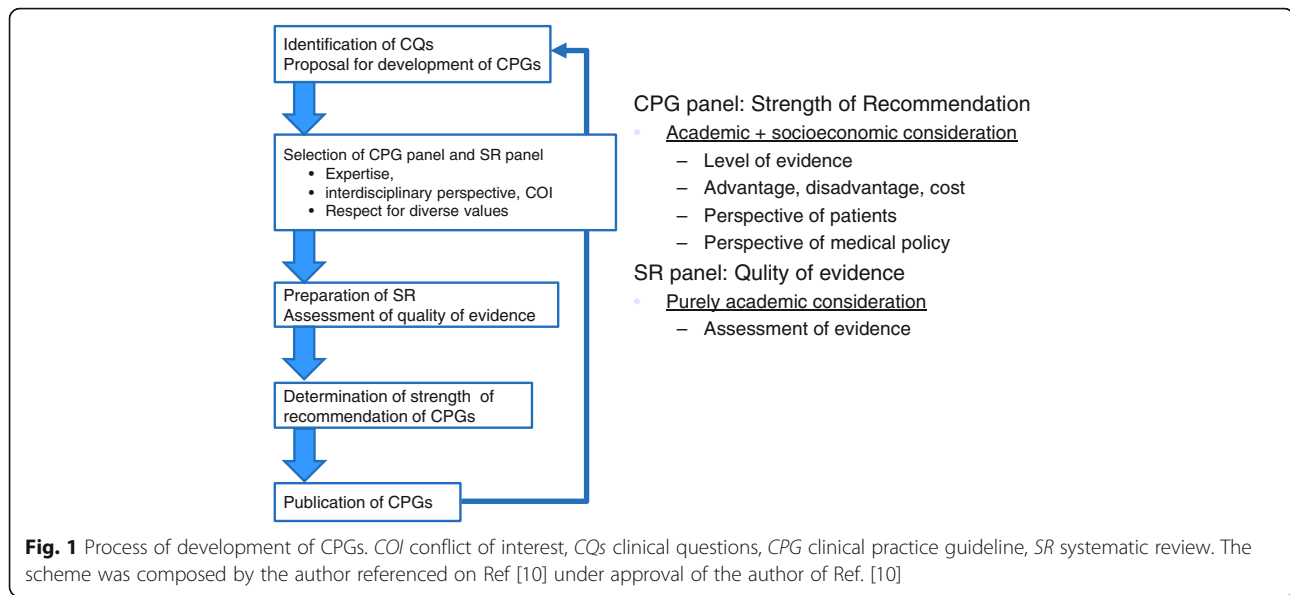 Identification of CQs
Proposal for development of CPGs
Selection of CPG panel and SR panel
• Expertise,
• interdisciplinary perspective, COI
• Respect for diverse values
Preparation of SR
Assessment of quality of evidence
Determination of strength of
recommendation of CPGs
Publication of CPGs
CPG panel: Strength of Recommendation
• Academic + socioeconomic consideration
– Level of evidence
– Advantage, disadvantage, cost
– Perspective of patients
– Perspective of medical policy
SR panel: Qulity of evidence
• Purely academic consideration
– Assessment of evidence
Fig. 1 Process of development of CPGs. COI conflict of interest, CQs clinical questions, CPG clinical practice guideline, SR systematic review. The
scheme was composed by the author referenced on Ref [10] under approval of the author of Ref. [10]